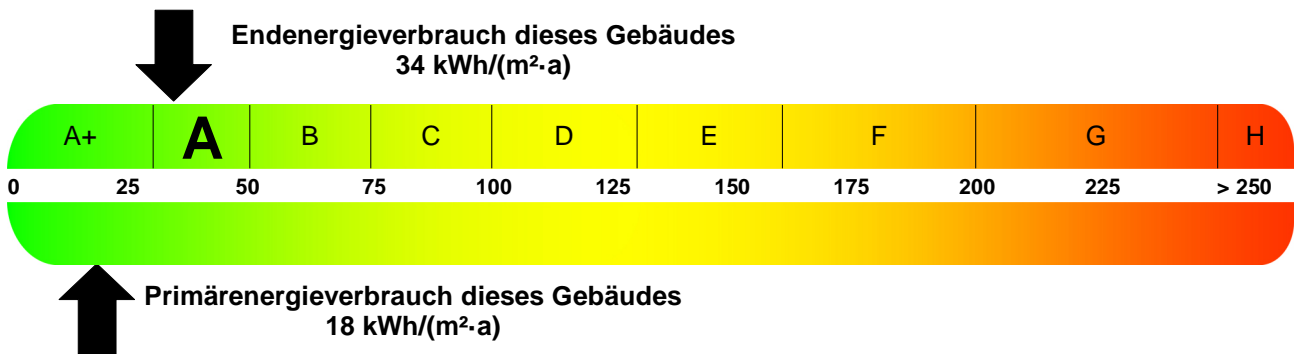 Endenergieverbrauch dieses Gebäudes
34 kWh/(m²·a)
A+ A B C D E F G H
0 25 50 75 100 125 150 175 200 225 > 250
Primärenergieverbrauch dieses Gebäudes
18 kWh/(m²·a)